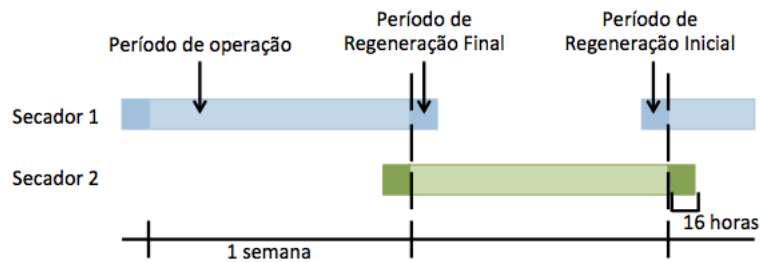 Período de operação
Período de
Regeneração Final
Período de
Regeneração Inicial
Secador 1
Secador 2
16 horas
1 semana